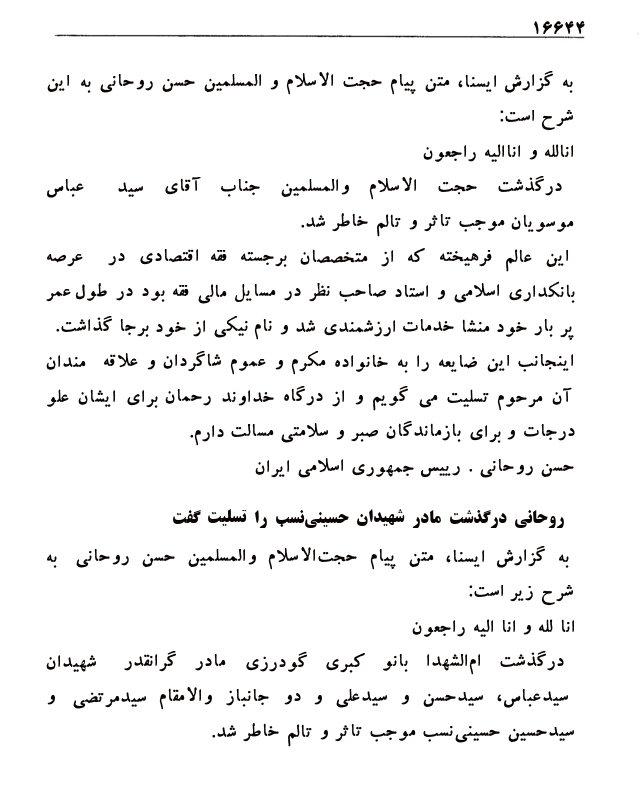 ۱۶۶۴۴
به گزارش ایسنا، متن پیام حجت الاسلام و المسلمین حسن روحانی به این
شرح است:
انالله و اناالیه راجعون
درگذشت حجت الاسلام والمسلمین جناب آقای سید عباس
موسویان موجب تاثر و تالم خاطر شد.
این عالم فرهیخته که از متخصصان برجسته فقه اقتصادی در عرصه
بانکداری اسلامی و استاد صاحب نظر در مسایل مالی فقه بود در طول عمر
پر بار خود منشا خدمات ارزشمندی شد و نام نیکی از خود برجا گذاشت.
اینجانب این ضایعه را به خانواده مکرم و عموم شاگردان و علاقه مندان
آن مرحوم تسلیت می گویم و از درگاه خداوند رحمان برای ایشان علو
درجات و برای بازماندگان صبر و سلامتی مسالت دارم.
حسن روحانی . رییس جمهوری اسلامی ایران
روحانی درگذشت مادر شهیدان حسینی‌نسب را تسلیت گفت
به گزارش ایسنا، متن پیام حجت‌الاسلام والمسلمین حسن روحانی به
شرح زیر است:
انا لله و انا الیه راجعون
درگذشت ام‌الشهدا بانو کبری گودرزی مادر گرانقدر شهیدان
سیدعباس، سیدحسن و سیدعلی و دو جانباز والامقام سیدمرتضی و
سیدحسین حسینی‌نسب موجب تاثر و تالم خاطر شد.